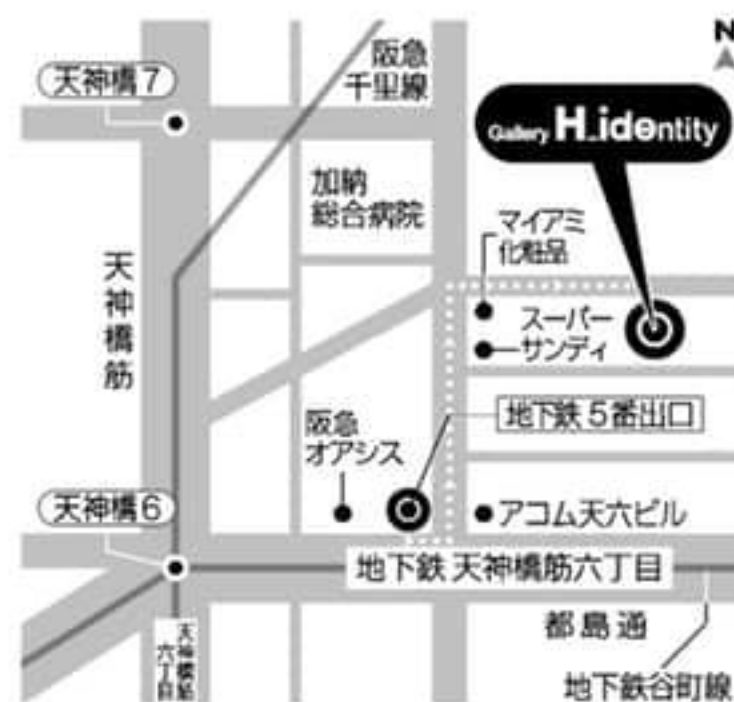 N
阪急
千里線
天神橋7
Gallery H_identity
加納
総合病院
マイアミ
化粧品
天神橋筋
スーパー
サンディ
阪急
オアシス
地下鉄5番出口
天神橋6
アコム天六ビル
地下鉄 天神橋筋六丁目
都島通
天神橋筋
六丁目
地下鉄谷町線